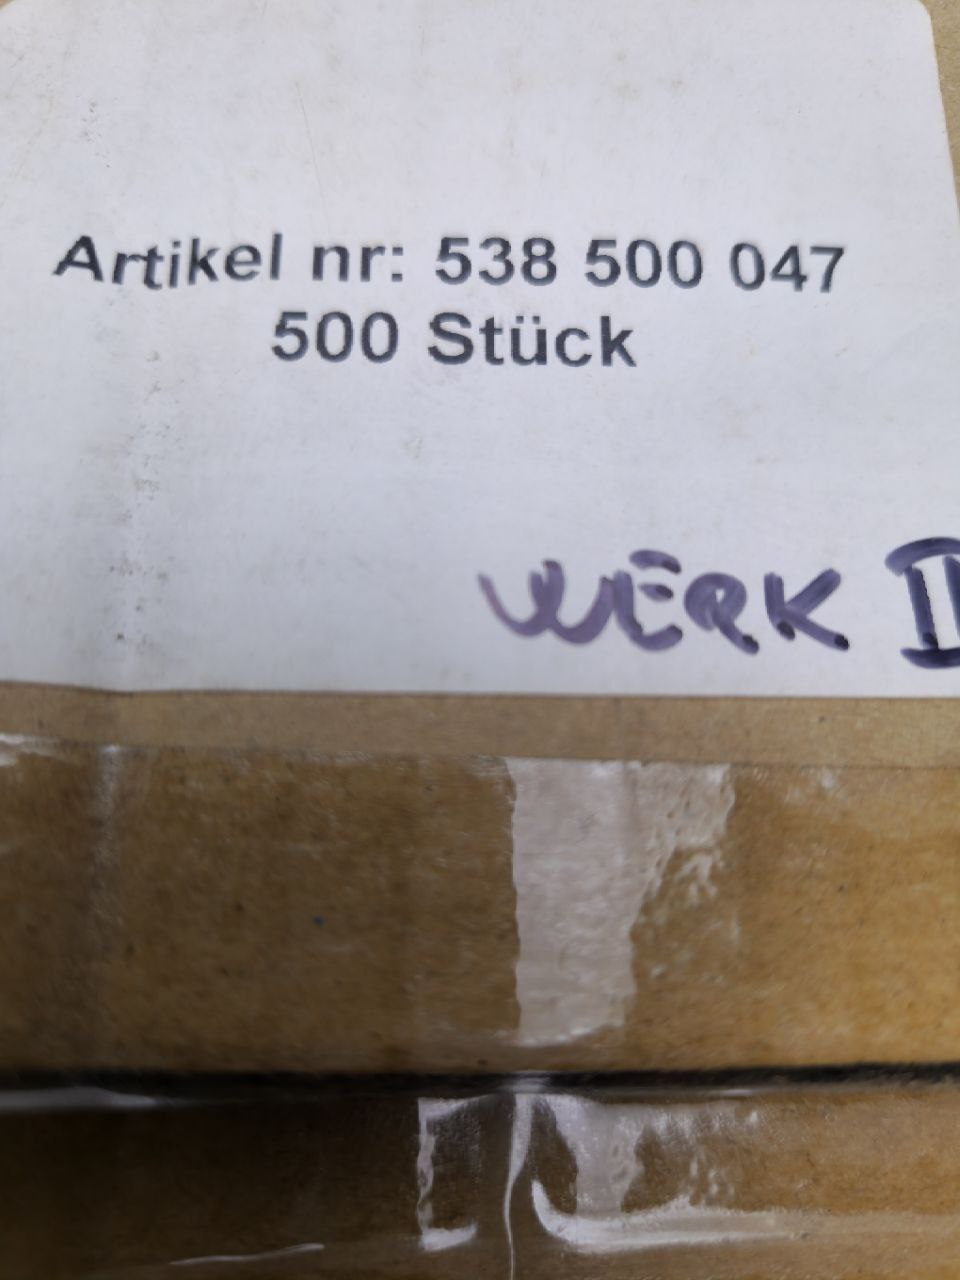 Artikel nr: 538 500 047
500 Stück
WERK II